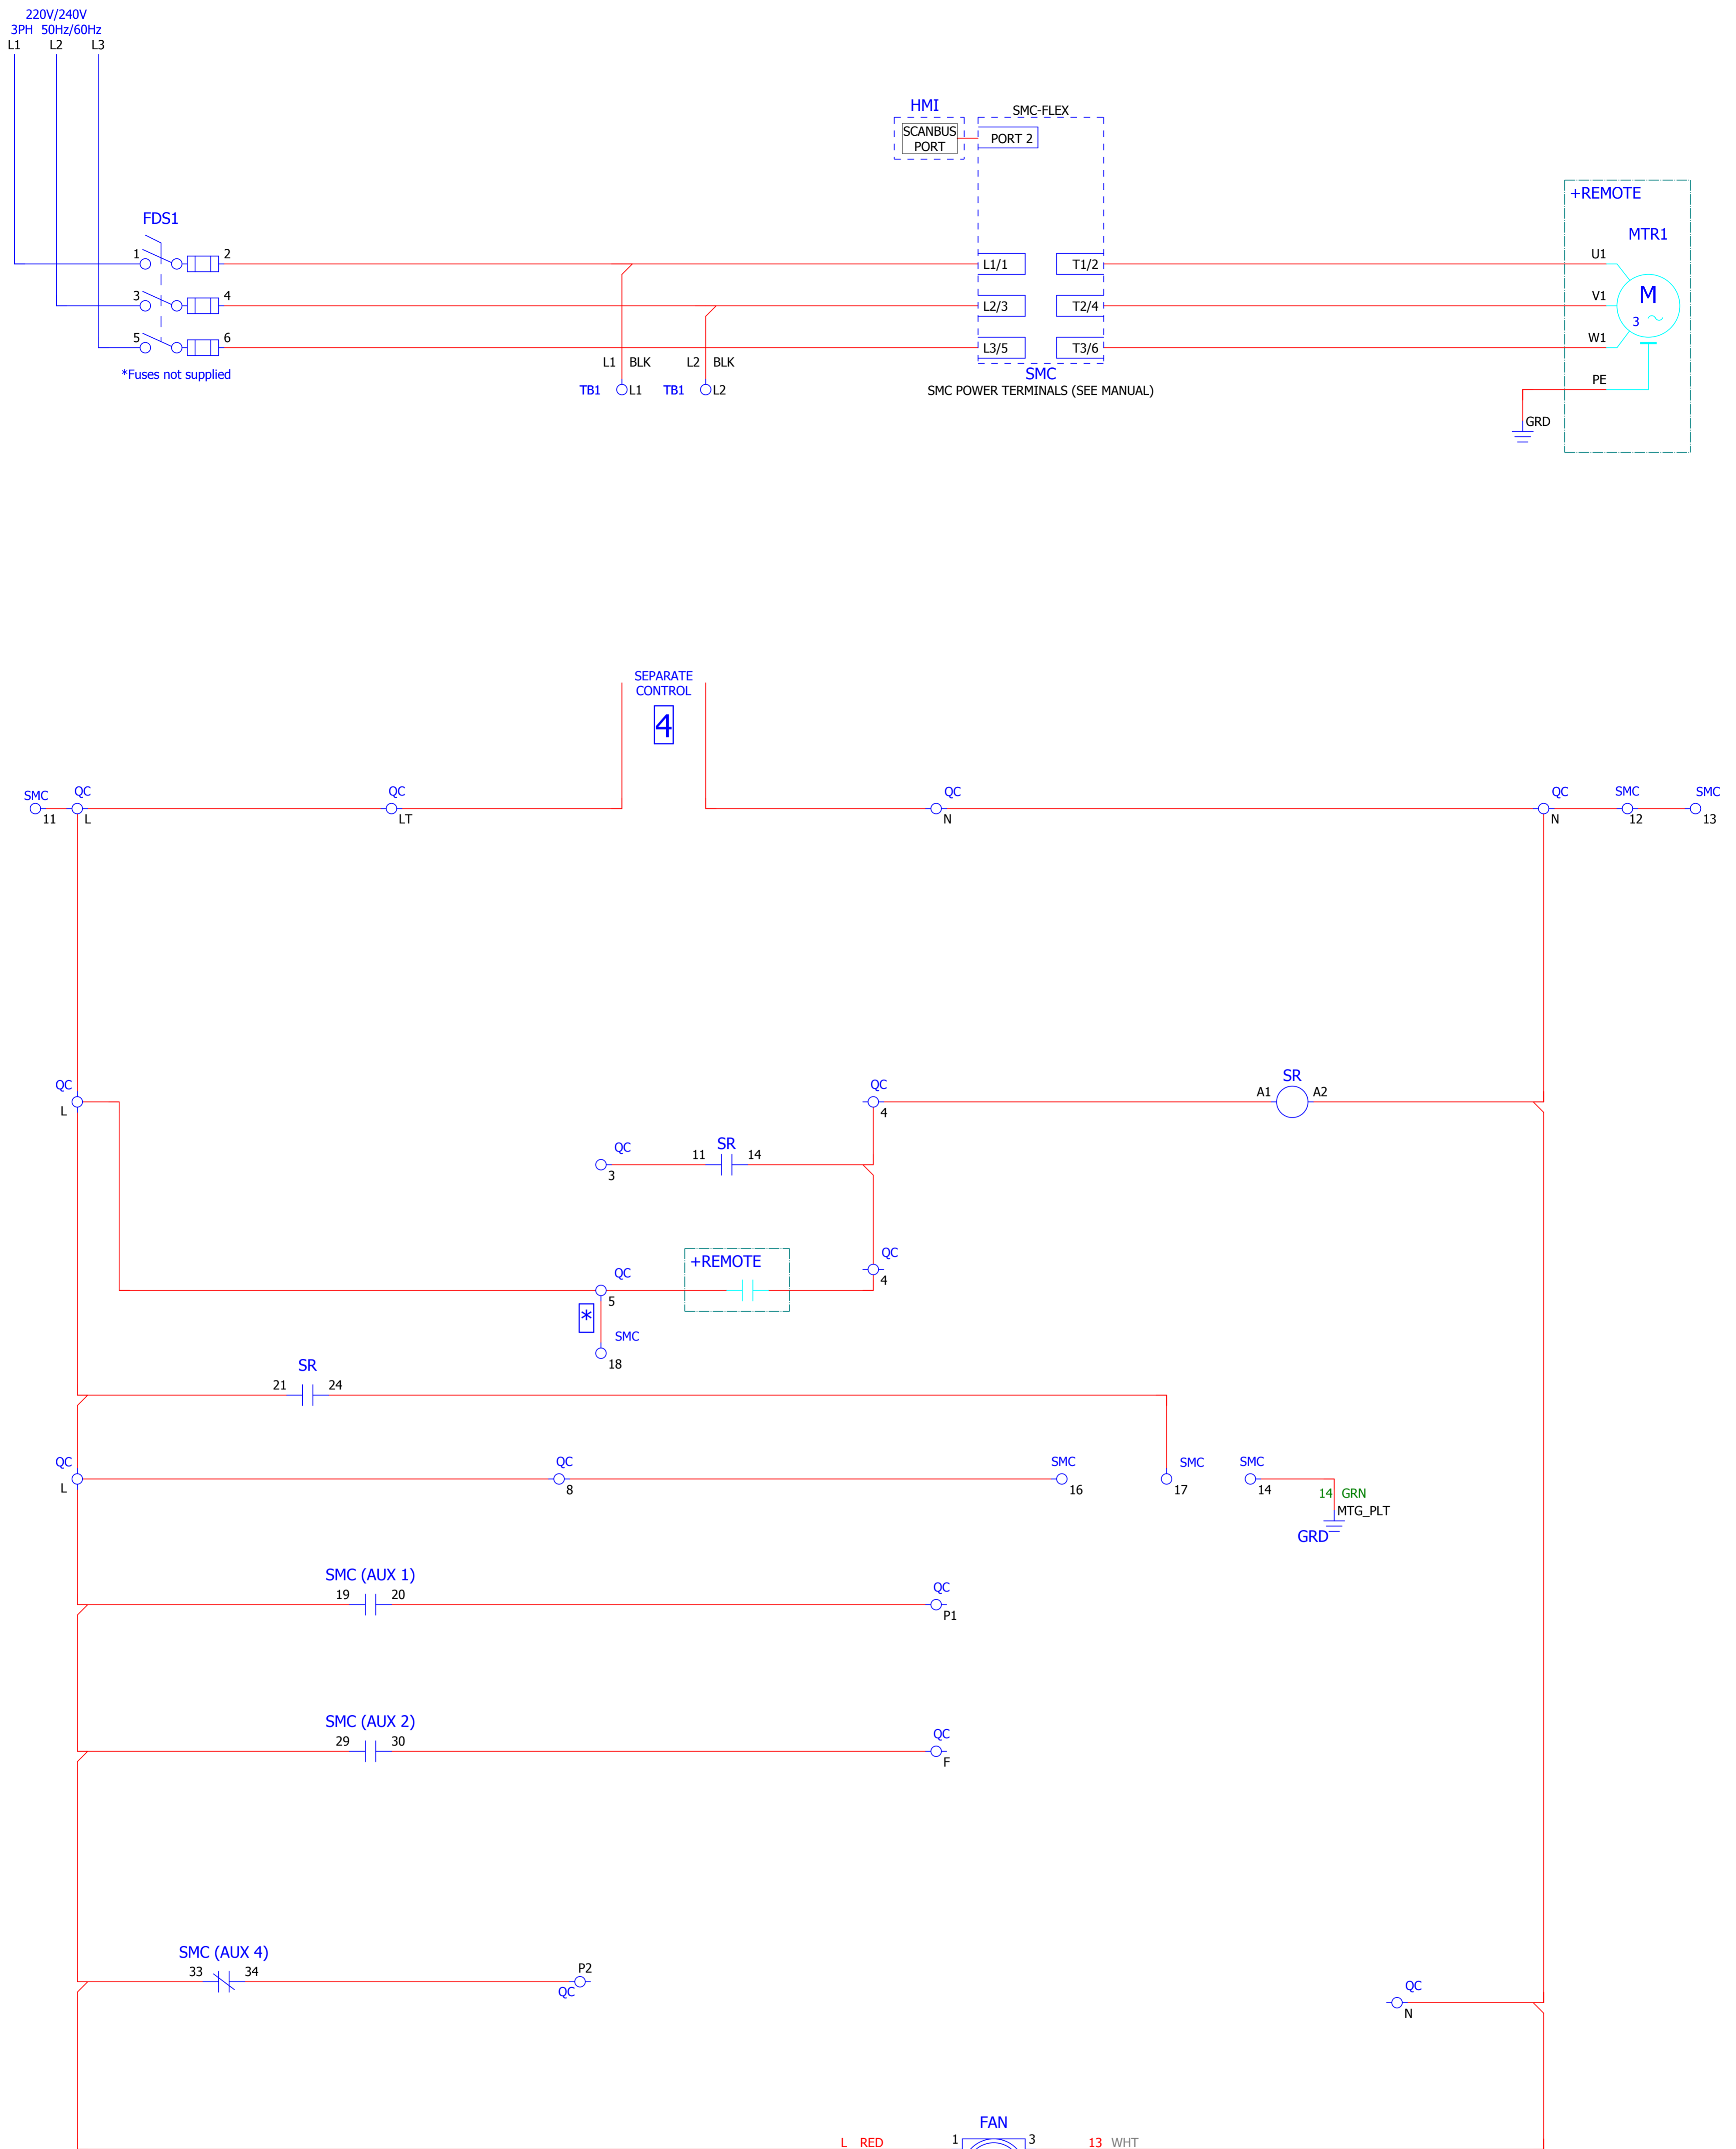 220V/240V
3PH 50Hz/60Hz
L1 L2 L3
HMI
SMC-FLEX
SCANBUS
PORT
PORT 2
+REMOTE
FDS1
MTR1
1 2
L1/1 T1/2
U1
3 4
L2/3 T2/4
V1
M
3
5 6
L3/5 T3/6
W1
*Fuses not supplied
L1 BLK
L2 BLK
SMC
PE
TB1 L1
TB1 L2
SMC POWER TERMINALS (SEE MANUAL)
GRD
SEPARATE
CONTROL
4
SMC QC QC QC QC SMC SMC
11 L LT N N 12 13
QC QC SR
A1 A2
L 4
QC SR
11 14
3
+REMOTE
QC QC
4
5
*
SMC
18
SR
21 24
QC QC SMC SMC SMC
L 8 16 17 14
14 GRN
MTG_PLT
GRD
SMC (AUX 1)
19 20
QC
P1
SMC (AUX 2)
29 30
QC
F
SMC (AUX 4)
33 34
P2
QC
QC
N
FAN
L RED 1 3 13 WHT